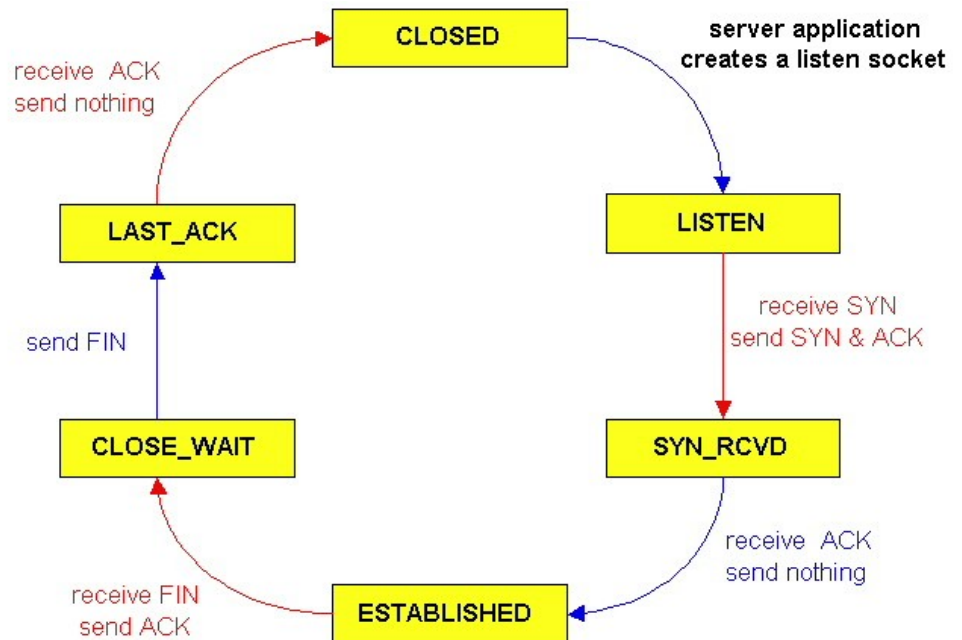 CLOSED
server application
creates a listen socket
receive ACK
send nothing
LAST_ACK
LISTEN
receive SYN
send SYN & ACK
send FIN
CLOSE_WAIT
SYN_RCVD
receive ACK
send nothing
receive FIN
send ACK
ESTABLISHED